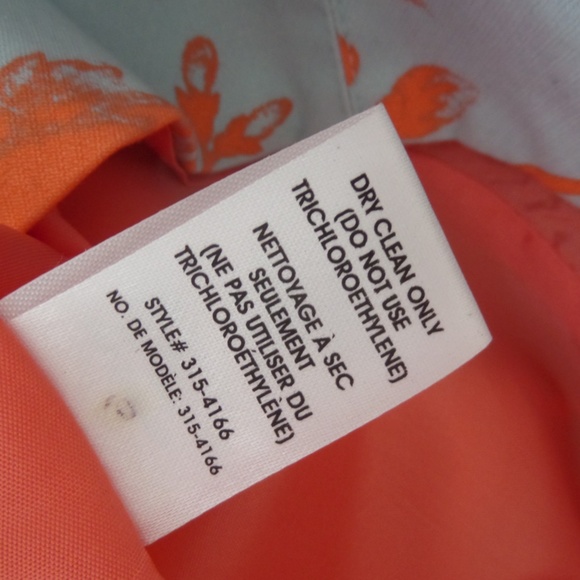 DRY CLEAN ONLY
(DO NOT USE
TRICHLOROETHYLENE)
NETTOYAGE À SEC
SEULEMENT
(NE PAS UTILISER DU
TRICHLOROÉTHYLÈNE)
STYLE# 315-4166
NO. DE MODÈLE: 315-4166